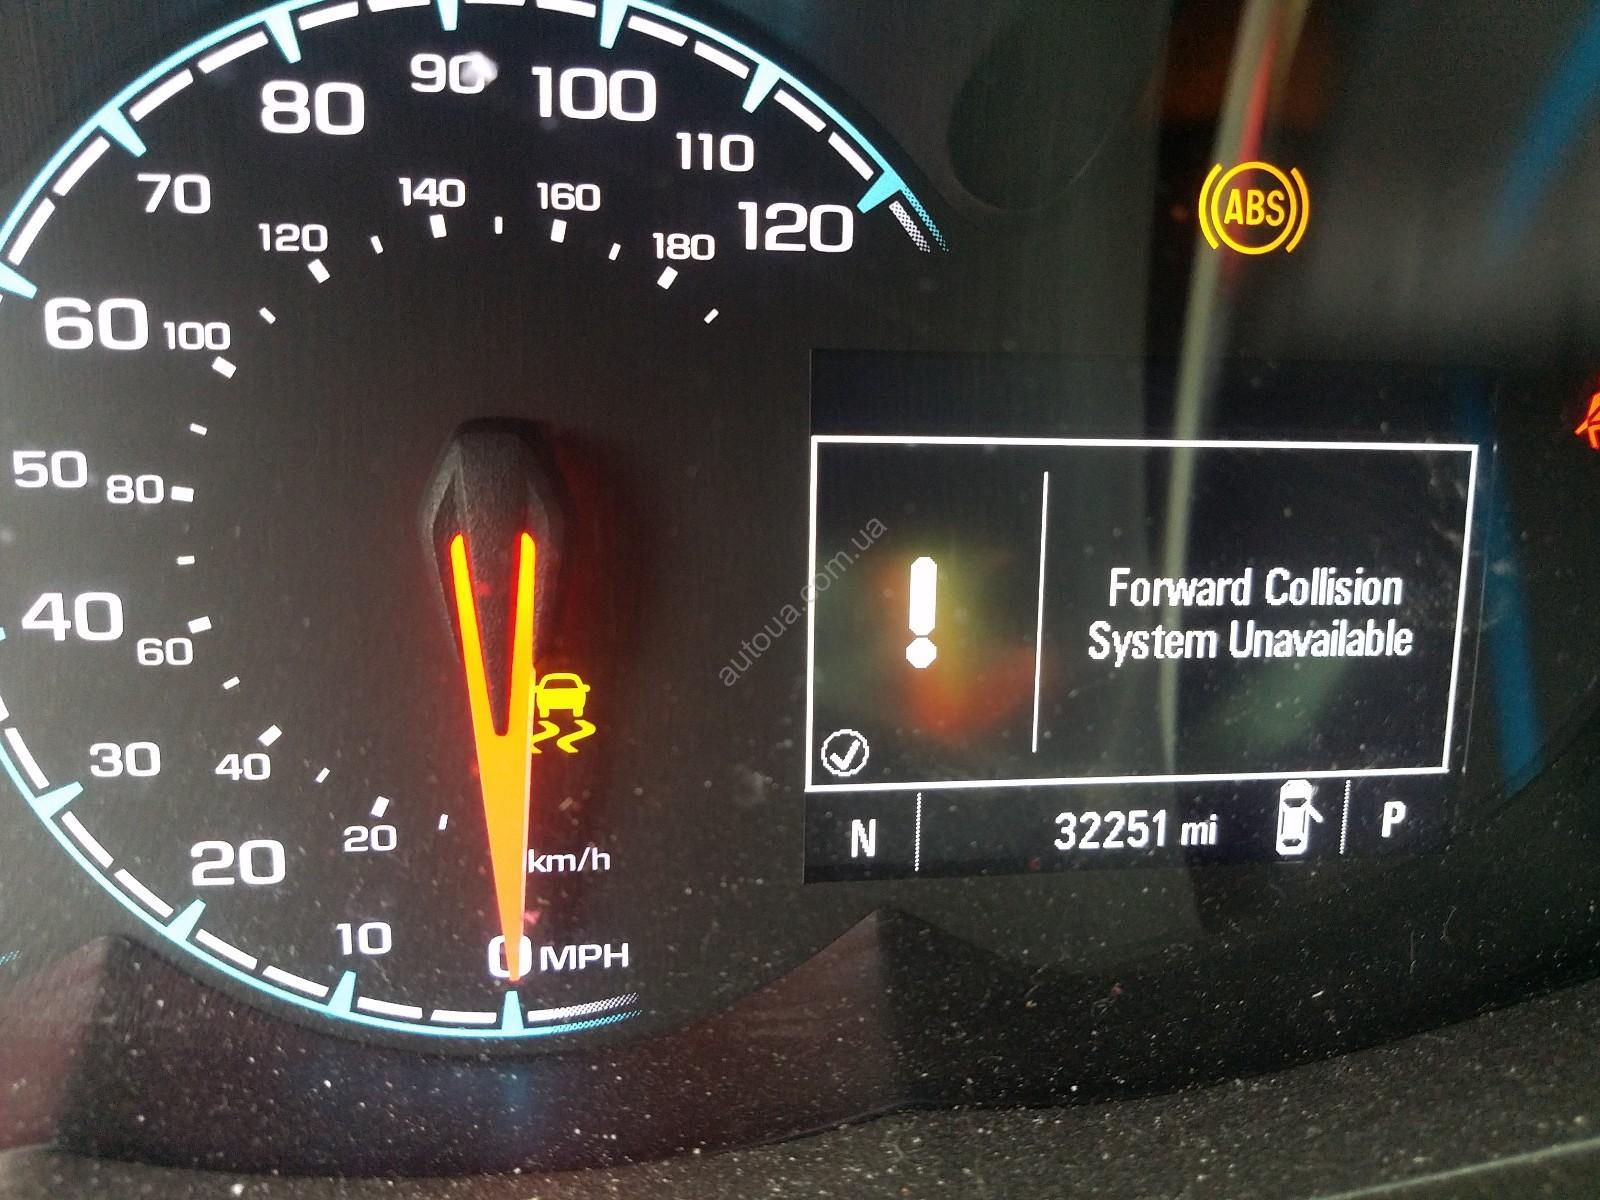 90
80
100
110
70
140
160
120
180
120
60
100
50
80
40
60
30
40
20
20
10
km/h
0 MPH
ABS
Forward Collision
System Unavailable
N
32251 mi
P
autoua.com.ua